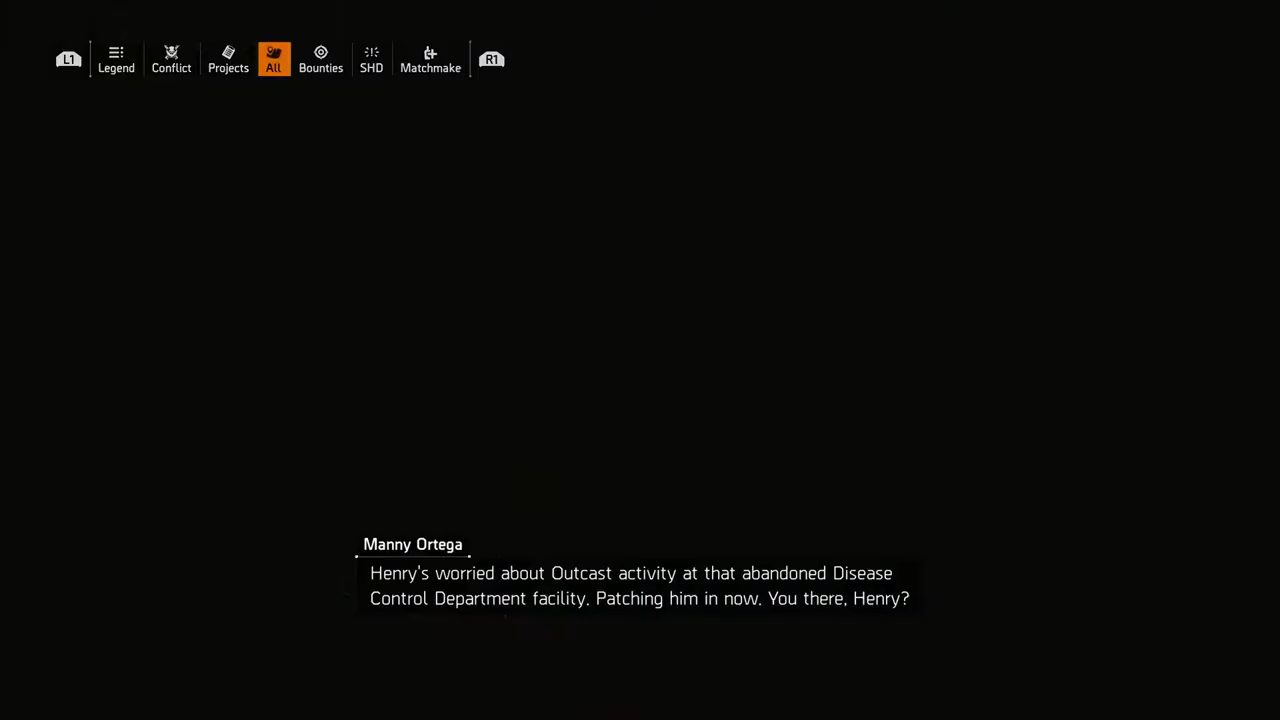 L1 Legend Conflict Projects All Bounties SHD Matchmake R1
Manny Ortega
Henry's worried about Outcast activity at that abandoned Disease
Control Department facility. Patching him in now. You there, Henry?